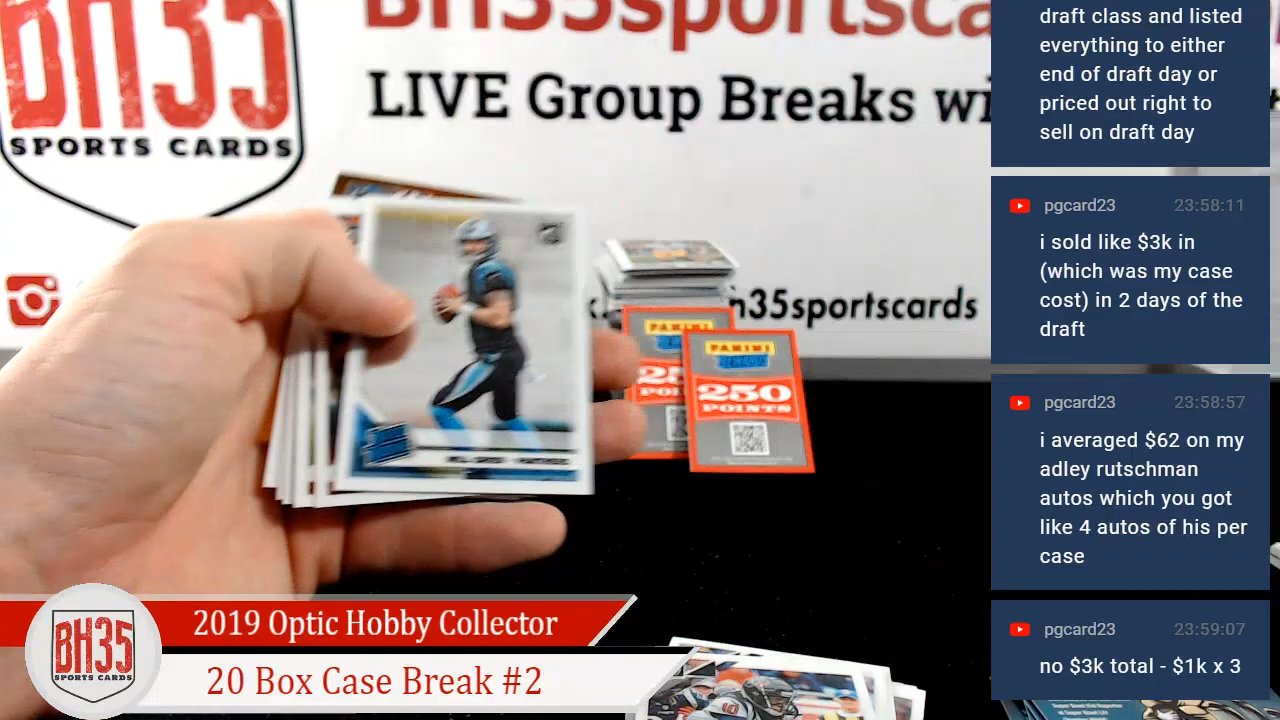 BH35
SPORTS CARDS
BH35sportsca
LIVE Group Breaks wi
n35sportscards
PANINI
25
PANINI
REWARDS
250
POINTS
2019 Optic Hobby Collector
20 Box Case Break #2
BH35
SPORTS CARDS
draft class and listed
everything to either
end of draft day or
priced out right to
sell on draft day
pgcard23 23:58:11
i sold like $3k in
(which was my case
cost) in 2 days of the
draft
pgcard23 23:58:57
i averaged $62 on my
adley rutschman
autos which you got
like 4 autos of his per
case
pgcard23 23:59:07
no $3k total - $1k x 3